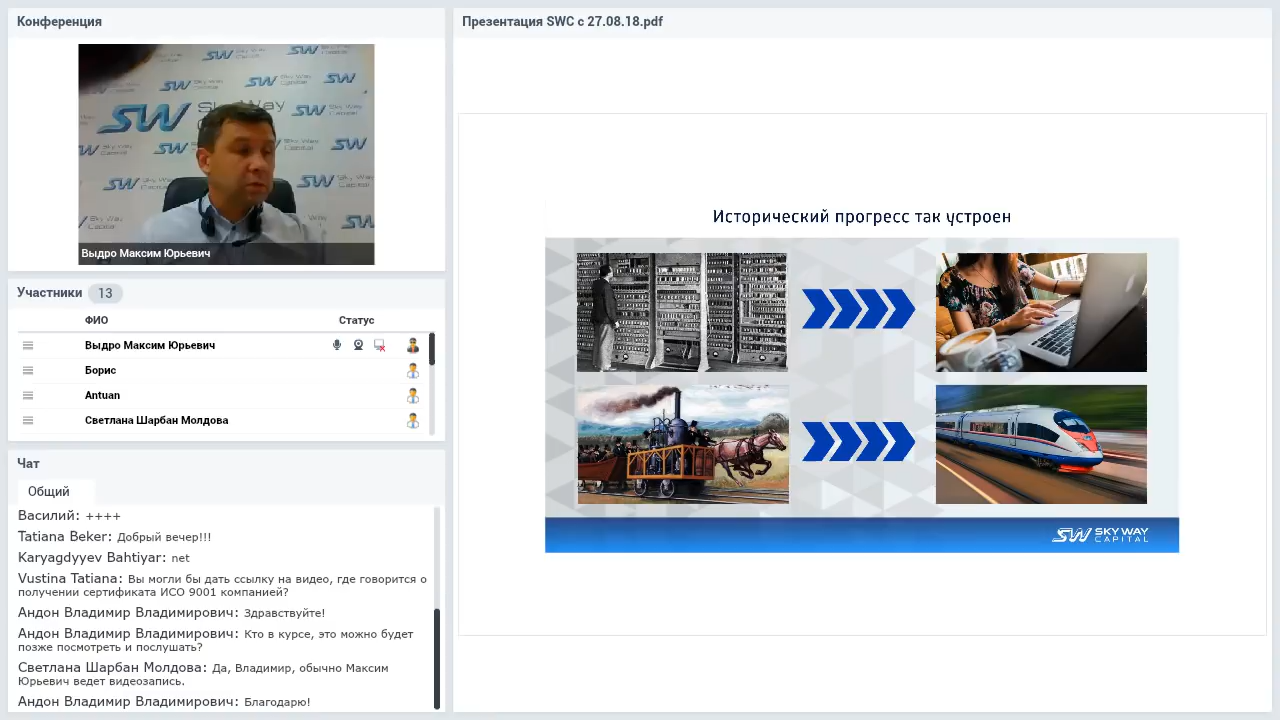 Конференция
SW
SkyWay
Capital
Выдро Максим Юрьевич
Участники 13
ФИО Статус
Выдро Максим Юрьевич
Борис
Antuan
Светлана Шарбан Молдова
Чат
Общий
Василий: ++++
Tatiana Beker: Добрый вечер!!!
Karyagdyyev Bahtiyar: net
Vustina Tatiana: Вы могли бы дать ссылку на видео, где говорится о
получении сертификата ИСО 9001 компанией?
Андон Владимир Владимирович: Здравствуйте!
Андон Владимир Владимирович: Кто в курсе, это можно будет
позже посмотреть и послушать?
Светлана Шарбан Молдова: Да, Владимир, обычно Максим
Юрьевич ведет видеозапись.
Андон Владимир Владимирович: Благодарю!
Презентация SWC с 27.08.18.pdf
Исторический прогресс так устроен
SW SKY WAY
CAPITAL